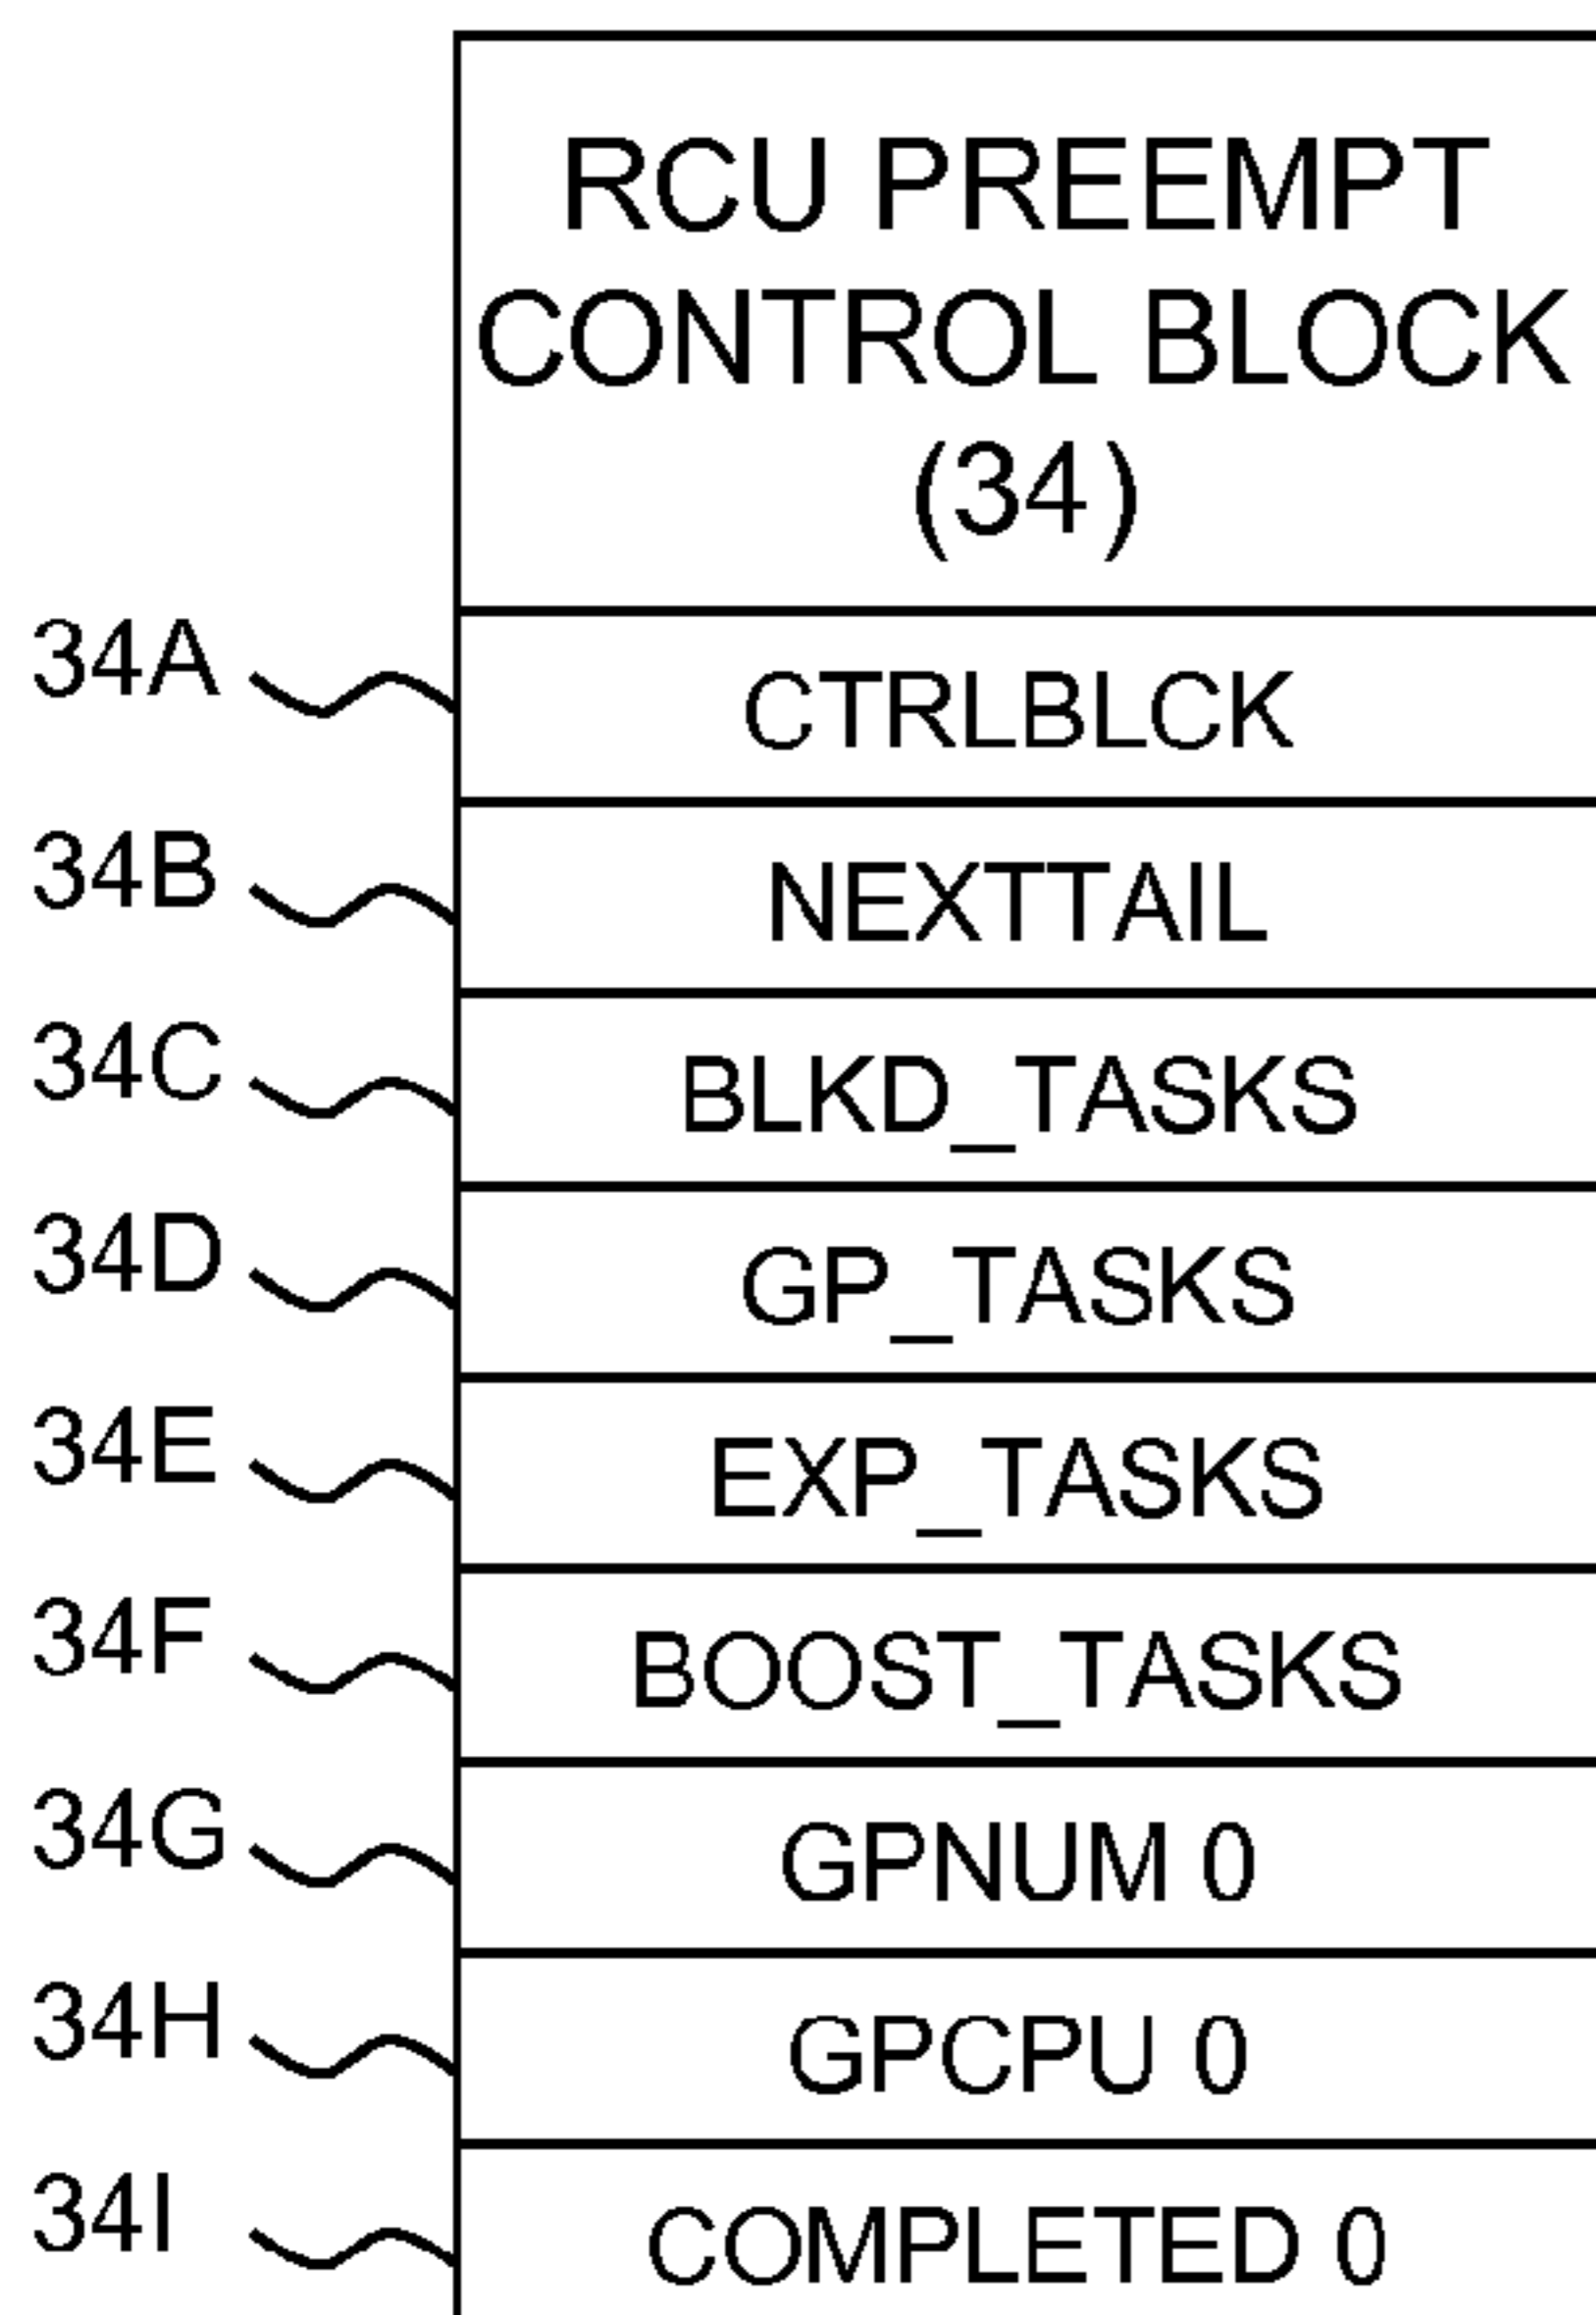 RCU PREEMPT
CONTROL BLOCK
(34)
34A CTRLBLCK
34B NEXTTAIL
34C BLKD_TASKS
34D GP_TASKS
34E EXP_TASKS
34F BOOST_TASKS
34G GPNUM 0
34H GPCPU 0
34I COMPLETED 0